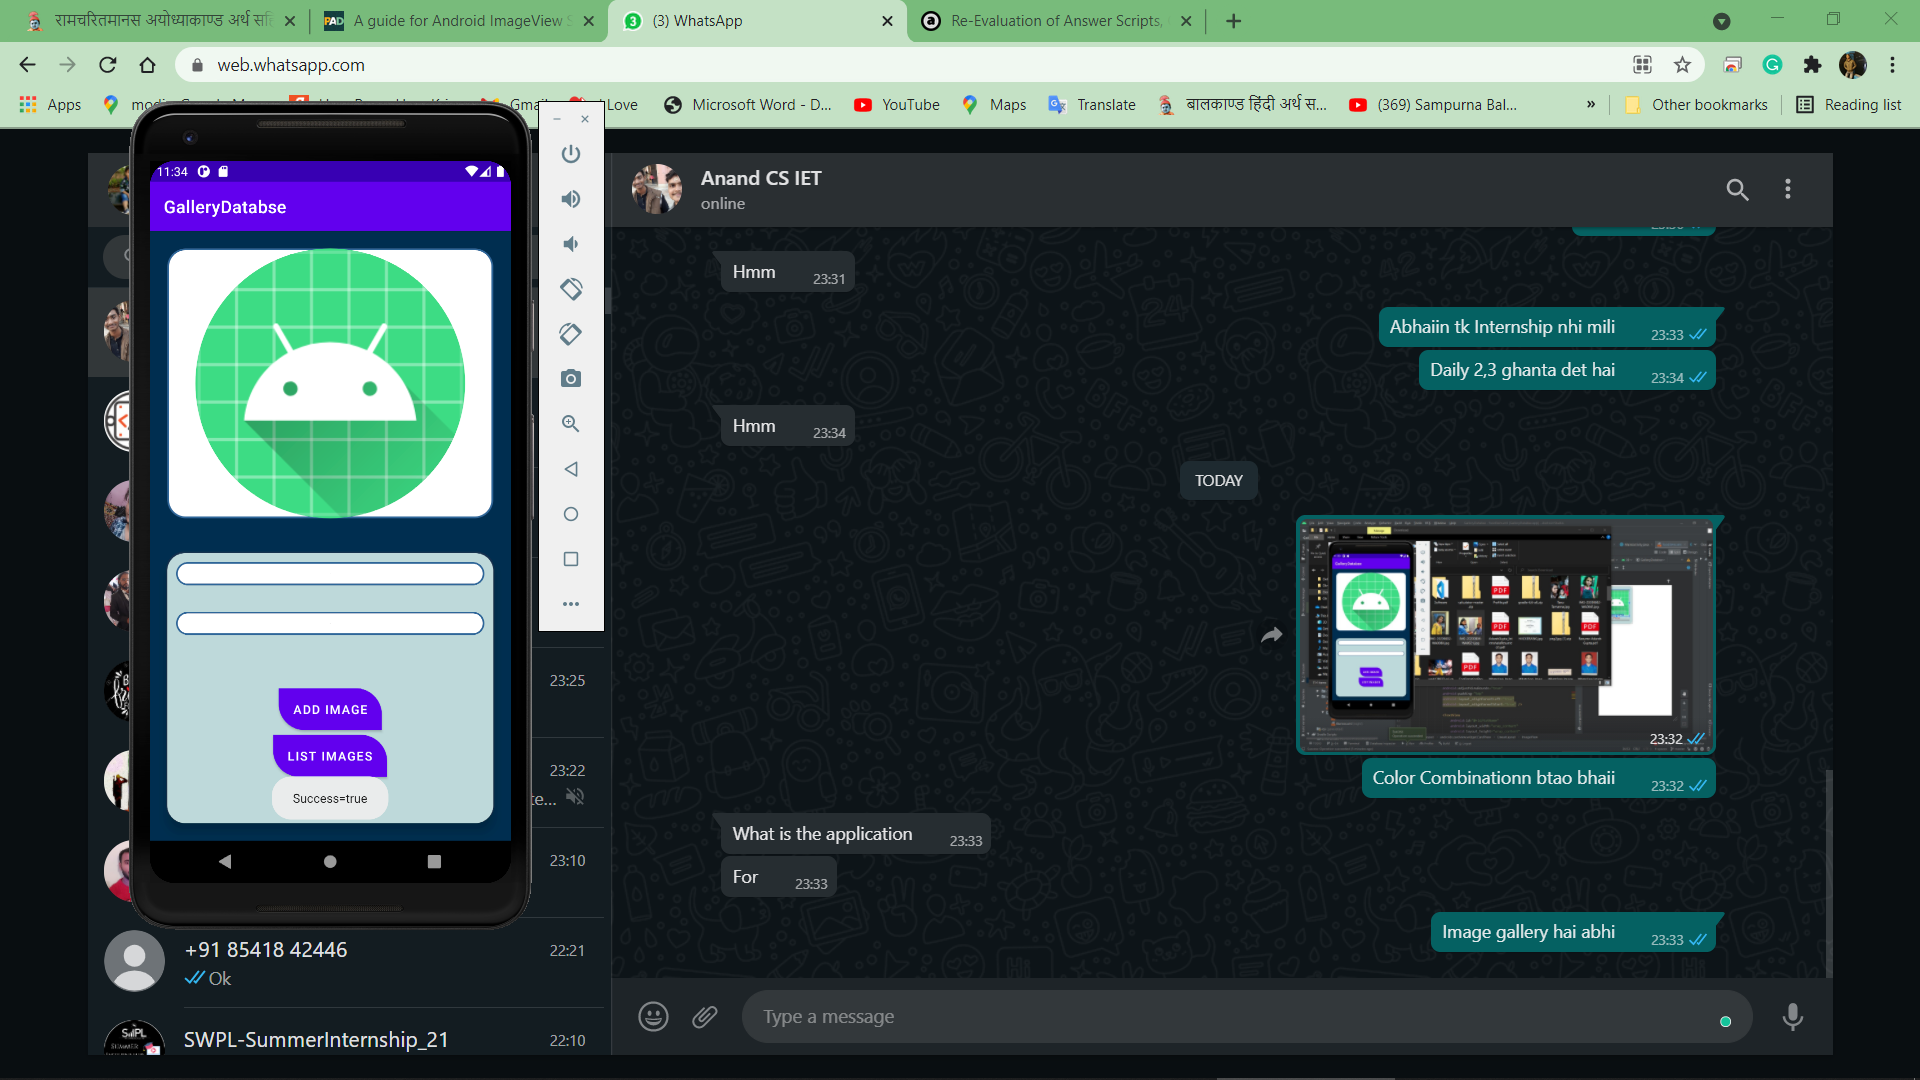 रामचरितमानस अयोध्याकाण्ड अर्थ सहि
A guide for Android ImageView S
(3) WhatsApp
Re-Evaluation of Answer Scripts,
web.whatsapp.com
Apps
Gmail
Love
Microsoft Word - D...
YouTube
Maps
Translate
बालकाण्ड हिंदी अर्थ स...
(369) Sampurna Bal...
»
Other bookmarks
Reading list
11:34
GalleryDatabse
ADD IMAGE
LIST IMAGES
Success=true
23:25
23:22
te...
23:10
+91 85418 42446
22:21
Ok
SWPL-SummerInternship_21
22:10
Anand CS IET
online
Hmm
23:31
Abhaiin tk Internship nhi mili
23:33
Daily 2,3 ghanta det hai
23:34
Hmm
23:34
TODAY
23:32
Color Combinationn btao bhaii
23:32
What is the application
23:33
For
23:33
Image gallery hai abhi
23:33
Type a message